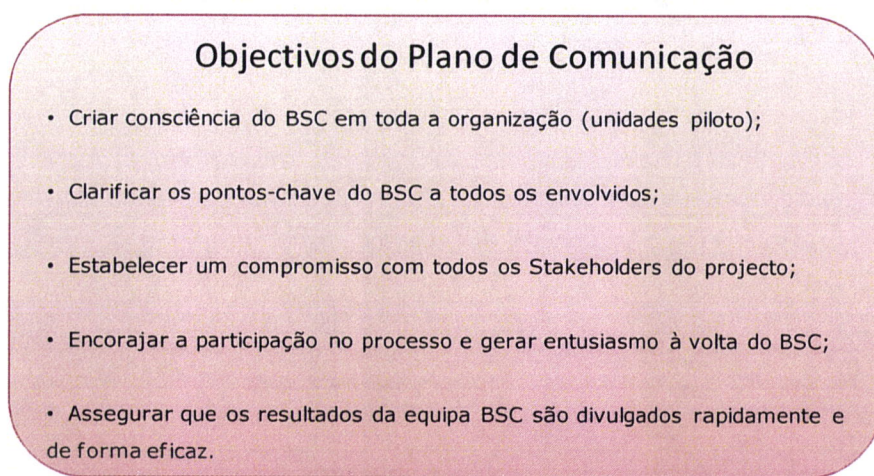 Objectivos do Plano de Comunicação
• Criar consciência do BSC em toda a organização (unidades piloto);
• Clarificar os pontos-chave do BSC a todos os envolvidos;
• Estabelecer um compromisso com todos os Stakeholders do projecto;
• Encorajar a participação no processo e gerar entusiasmo à volta do BSC;
• Assegurar que os resultados da equipa BSC são divulgados rapidamente e
de forma eficaz.